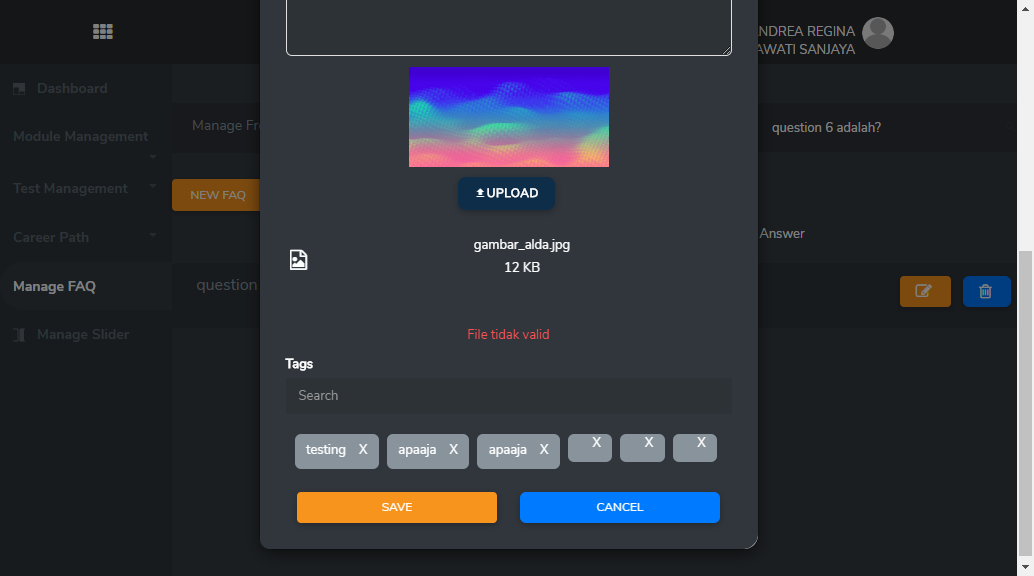 NDREA REGINA
AWATI SANJAYA
Dashboard
Module Management
Test Management
Career Path
Manage FAQ
Manage Slider
Manage Fr
question 6 adalah?
NEW FAQ
Answer
question
UPLOAD
gambar_alda.jpg
12 KB
File tidak valid
Tags
Search
testing X apaaja X apaaja X X X X
SAVE CANCEL